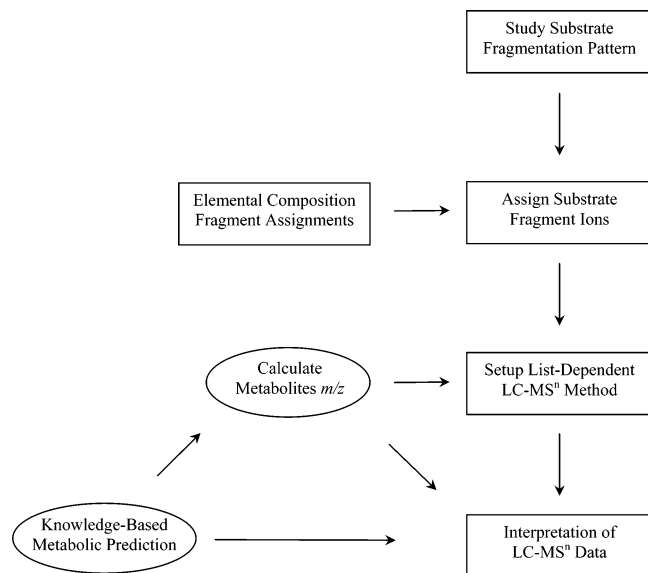 Study Substrate
Fragmentation Pattern
Elemental Composition
Fragment Assignments
Assign Substrate
Fragment Ions
Calculate
Metabolites m/z
Setup List-Dependent
LC-MSⁿ Method
Knowledge-Based
Metabolic Prediction
Interpretation of
LC-MSⁿ Data